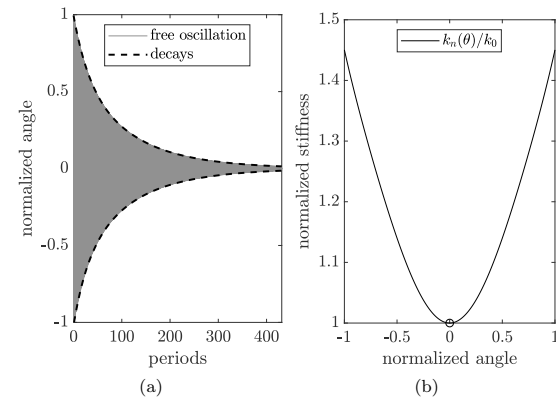 1
0.5
0
-0.5
-1
0 100 200 300 400
normalized angle
periods
free oscillation
decays
(a)
1.5
1.4
1.3
1.2
1.1
1
-1 -0.5 0 0.5 1
normalized stiffness
normalized angle
kₙ(θ)/k₀
(b)